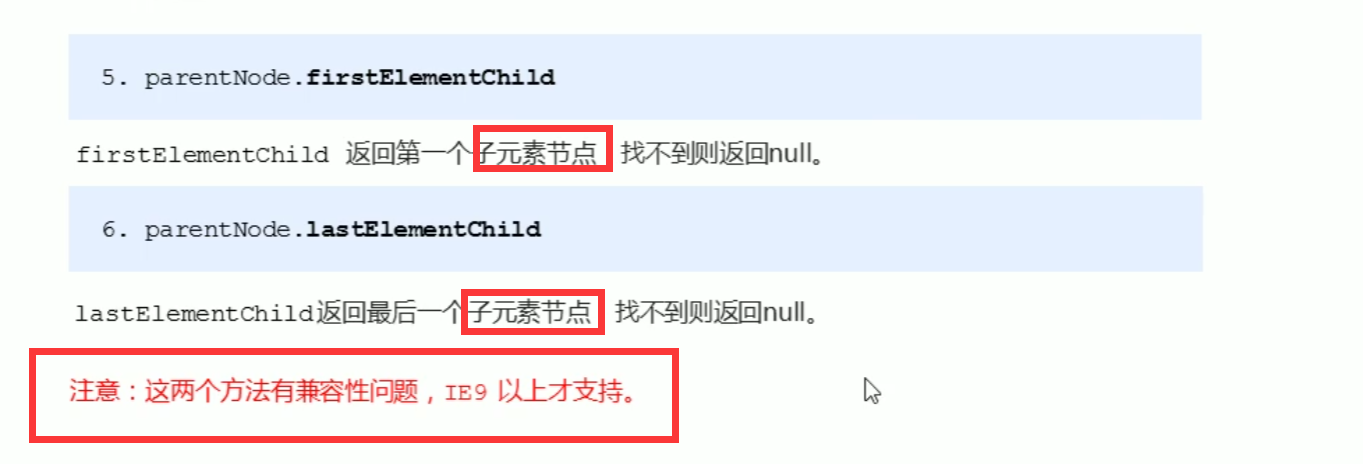 5. parentNode.firstElementChild
firstElementChild 返回第一个子元素节点 找不到则返回null。
6. parentNode.lastElementChild
lastElementChild返回最后一个子元素节点 找不到则返回null。
注意：这两个方法有兼容性问题，IE9 以上才支持。